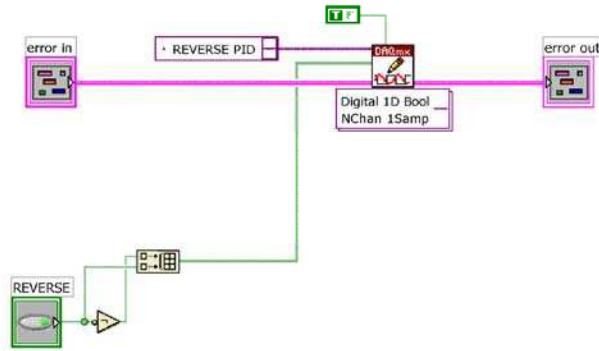 T F
error in
REVERSE PID
DAQmx
error out
Digital 1D Bool
NChan 1Samp
REVERSE